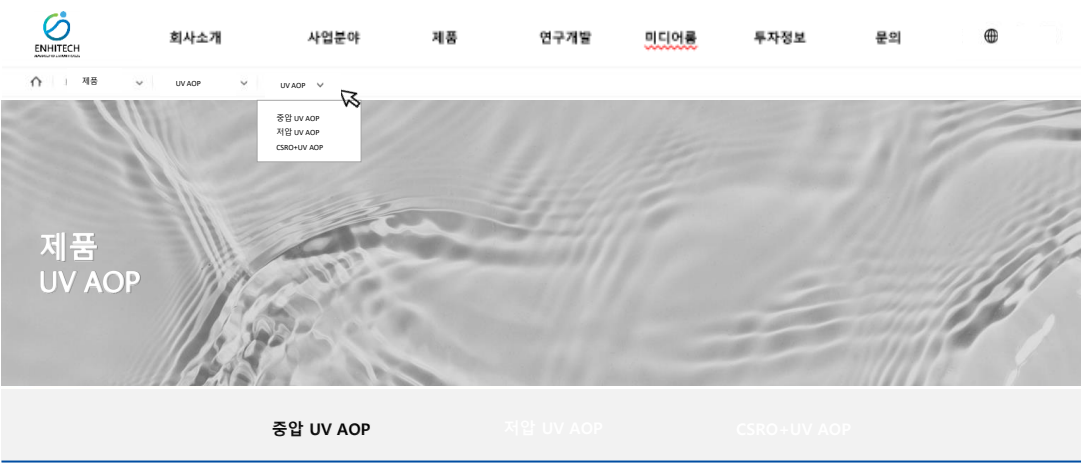 ENHITECH
회사소개 사업분야 제품 연구개발 미디어룸 투자정보 문의
제품 UV AOP UV AOP
중압 UV AOP
저압 UV AOP
CSRO+UV AOP
제품
UV AOP
중압 UV AOP 저압 UV AOP CSRO+UV AOP